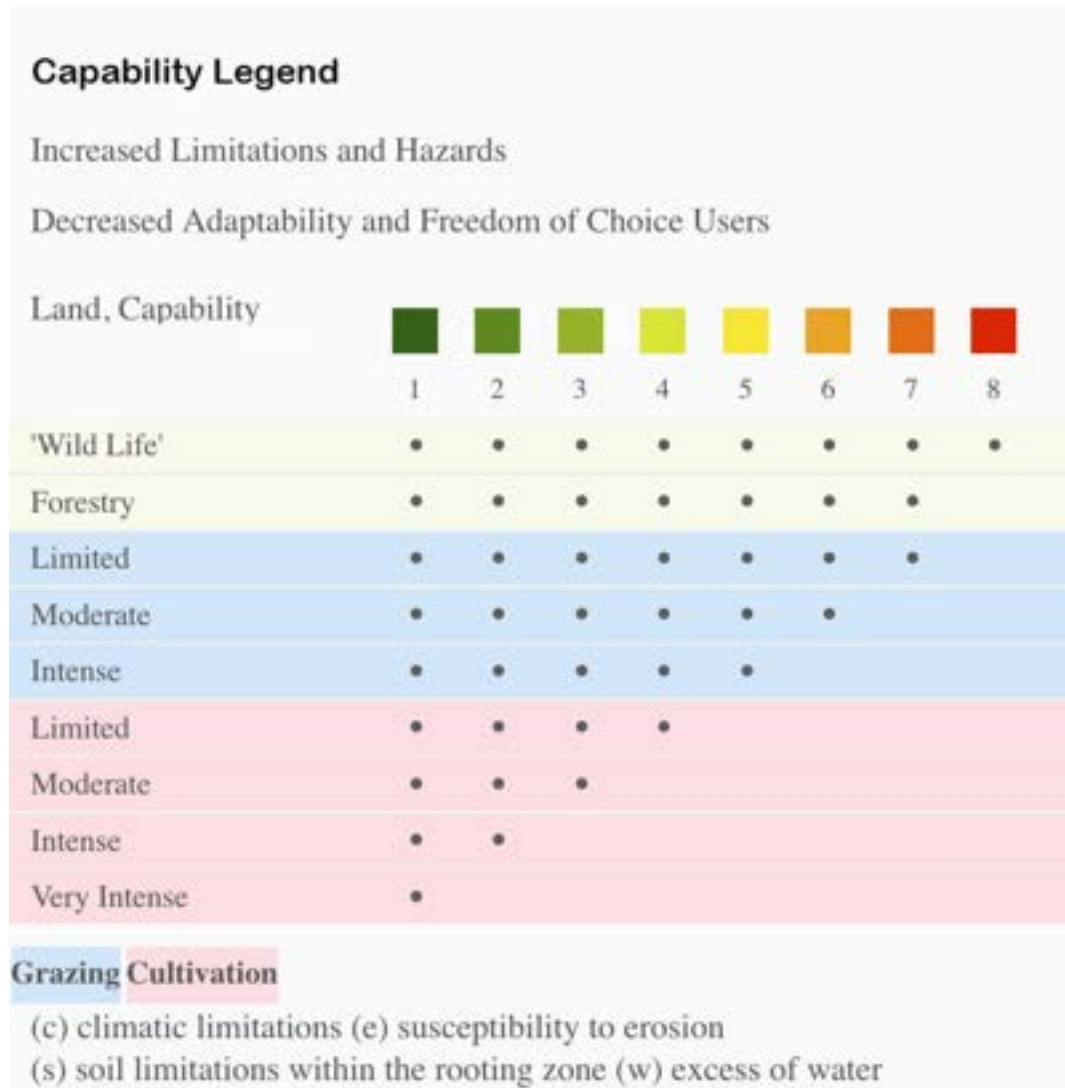 Capability Legend
Increased Limitations and Hazards
Decreased Adaptability and Freedom of Choice Users
Land, Capability
1 2 3 4 5 6 7 8
'Wild Life' • • • • • • • •
Forestry • • • • • • •
Limited • • • • • • •
Moderate • • • • • •
Intense • • • • •
Limited • • • •
Moderate • • •
Intense • •
Very Intense •
Grazing Cultivation
(c) climatic limitations (e) susceptibility to erosion
(s) soil limitations within the rooting zone (w) excess of water